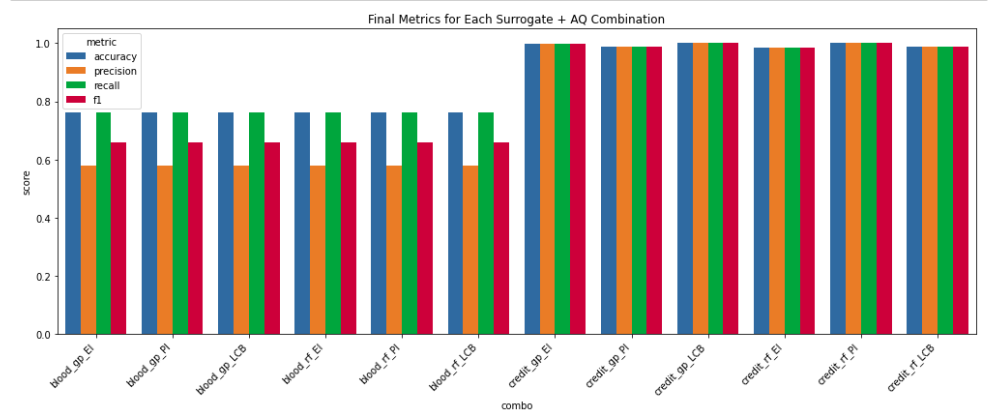 Final Metrics for Each Surrogate + AQ Combination
metric
accuracy
precision
recall
f1
score
1.0
0.8
0.6
0.4
0.2
0.0
blood_gp_EI
blood_gp_PI
blood_gp_LCB
blood_rf_EI
blood_rf_PI
blood_rf_LCB
credit_gp_EI
credit_gp_PI
credit_gp_LCB
credit_rf_EI
credit_rf_PI
credit_rf_LCB
combo